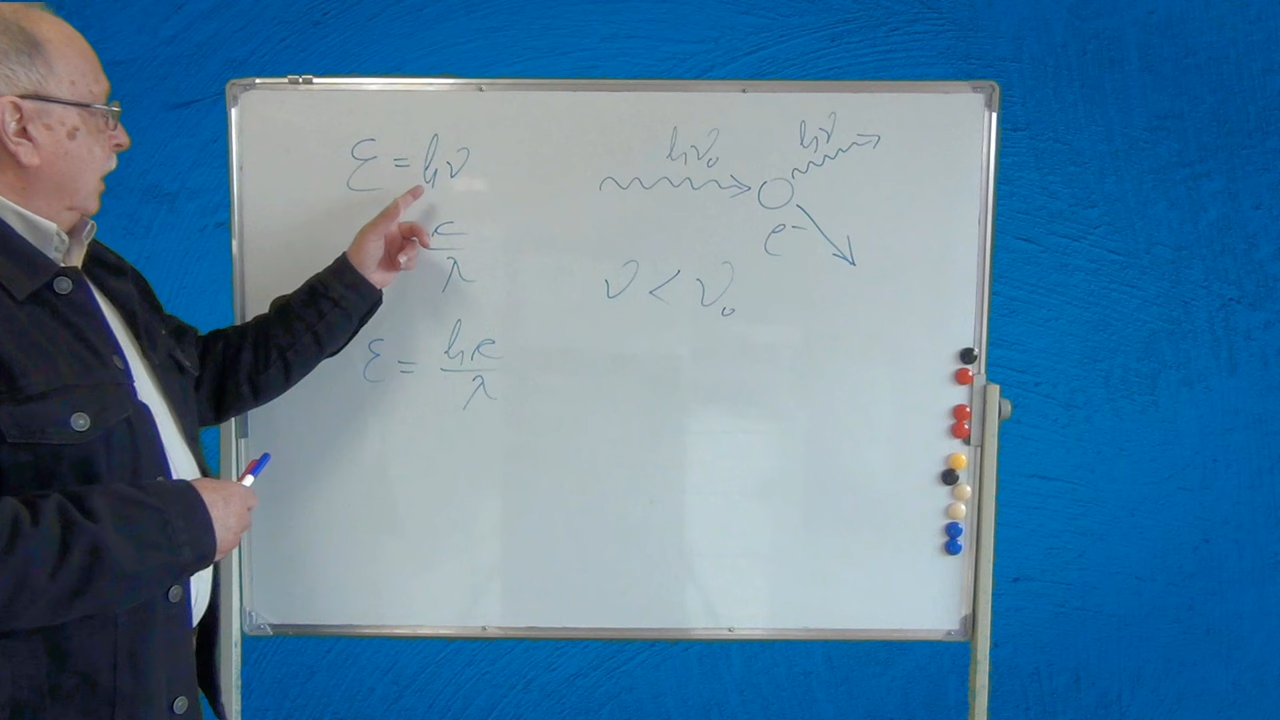 ℰ = hν
c
λ
ℰ = hc/λ
hν₀
hν
e⁻
ν < ν₀